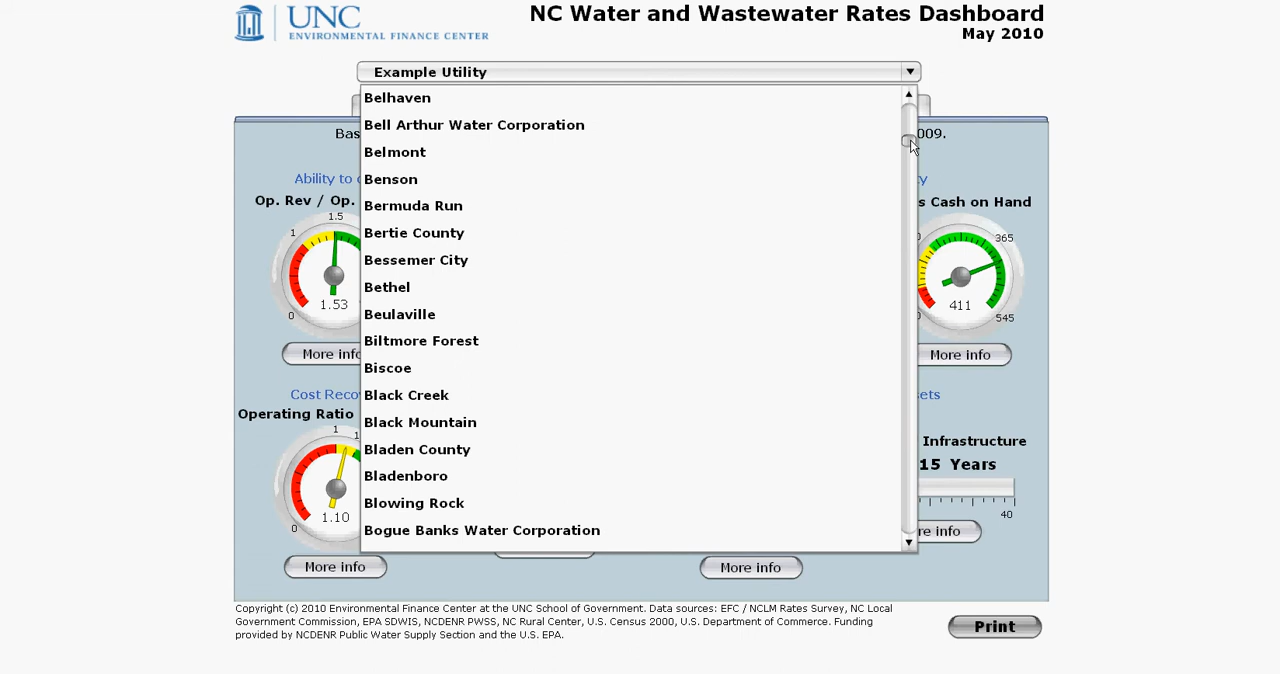 UNC
ENVIRONMENTAL FINANCE CENTER
NC Water and Wastewater Rates Dashboard
May 2010
Example Utility
Belhaven
Bell Arthur Water Corporation
Belmont
Benson
Bermuda Run
Bertie County
Bessemer City
Bethel
Beulaville
Biltmore Forest
Biscoe
Black Creek
Black Mountain
Bladen County
Bladenboro
Blowing Rock
Bogue Banks Water Corporation
Bas
009.
Ability to
Op. Rev / Op.
1.5
1
0
1.53
More info
s Cash on Hand
365
411
545
More info
Cost Reco
Operating Ratio
1
0
1.10
More info
More info
sets
Infrastructure
15 Years
40
re info
Copyright (c) 2010 Environmental Finance Center at the UNC School of Government. Data sources: EFC / NCLM Rates Survey, NC Local
Government Commission, EPA SDWIS, NCDENR PWSS, NC Rural Center, U.S. Census 2000, U.S. Department of Commerce. Funding
provided by NCDENR Public Water Supply Section and the U.S. EPA.
Print